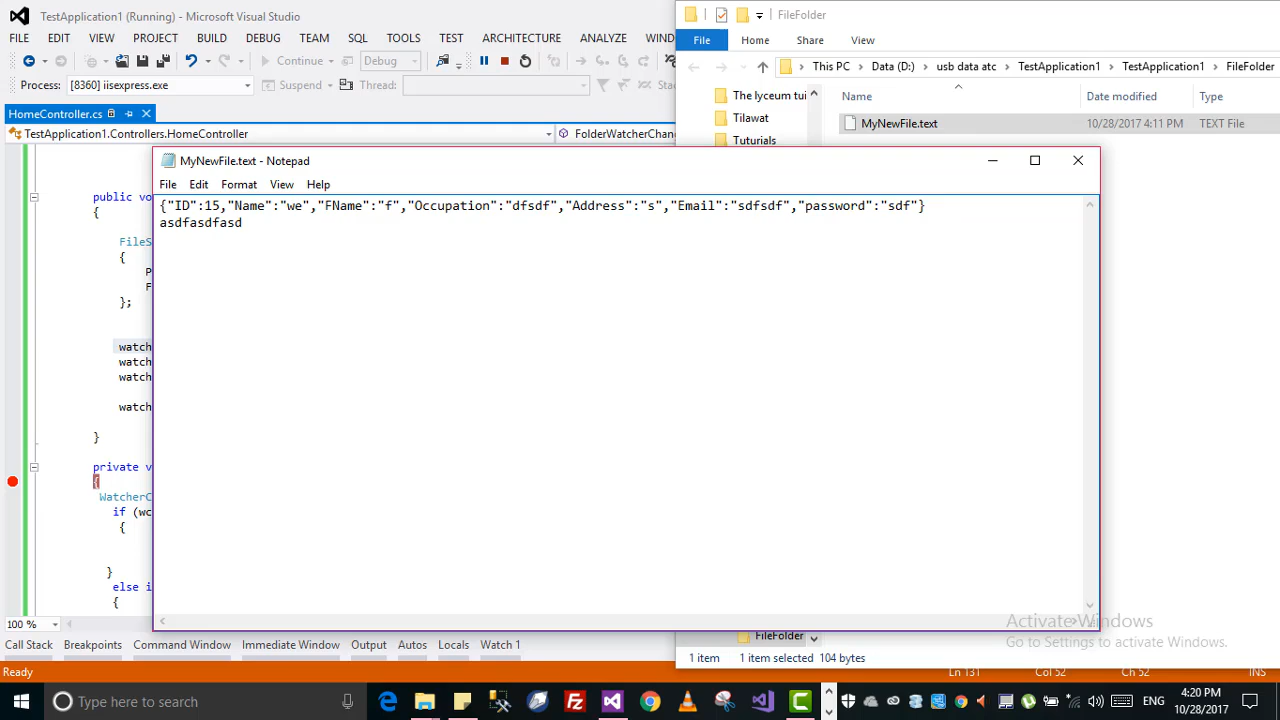 TestApplication1 (Running) - Microsoft Visual Studio
FILE EDIT VIEW PROJECT BUILD DEBUG TEAM SQL TOOLS TEST ARCHITECTURE ANALYZE
Continue Debug
Process: [8360] iisexpress.exe Suspend Thread:
HomeController.cs
TestApplication1.Controllers.HomeController
FileFolder
File Home Share View
This PC Data (D:) usb data atc TestApplication1 TestApplication1 FileFolder
The lyceum tui Name Date modified Type
Tilawat MyNewFile.text 10/28/2017 4:11 PM TEXT File
Tuturials
MyNewFile.text - Notepad
File Edit Format View Help
{"ID":15,"Name":"we","FName":"f","Occupation":"dfsdf","Address":"s","Email":"sdfsdf","password":"sdf"}
asdfasdfasd
public vo
{
FileS
{
P
F
};
watch
watch
watch
watch
}
private v
{
WatcherC
if (wc
{
}
else i
{
100 %
Call Stack Breakpoints Command Window Immediate Window Output Autos Locals Watch 1
Activate Windows
Go to Settings to activate Windows.
FileFolder
1 item 1 item selected 104 bytes
Ready Ln 131 Col 52 Ch 52 INS
Type here to search
ENG
4:20 PM
10/28/2017